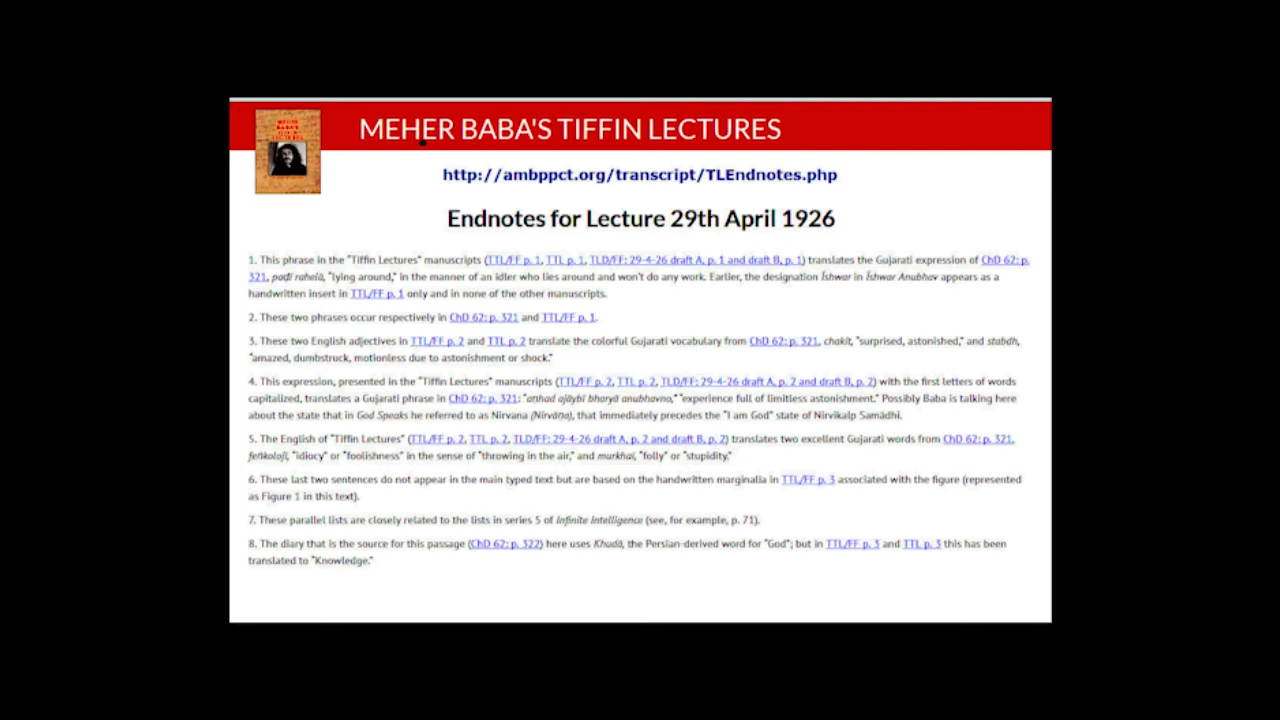 MEHER BABA'S TIFFIN LECTURES
http://ambppct.org/transcript/TLEndnotes.php
Endnotes for Lecture 29th April 1926
1. This phrase in the "Tiffin Lectures" manuscripts (TTL/FF p. 1, TTL p. 1, TLD/FF: 29-4-26 draft A, p. 1 and draft B, p. 1) translates the Gujarati expression of ChD 62: p.
321, paḍī rahelā, "lying around," in the manner of an idler who lies around and won't do any work. Earlier, the designation Īshwar in Īshwar Anubhav appears as a
handwritten insert in TTL/FF p. 1 only and in none of the other manuscripts.
2. These two phrases occur respectively in ChD 62: p. 321 and TTL/FF p. 1.
3. These two English adjectives in TTL/FF p. 2 and TTL p. 2 translate the colorful Gujarati vocabulary from ChD 62: p. 321, chakit, "surprised, astonished," and stabdh,
"amazed, dumbstruck, motionless due to astonishment or shock."
4. This expression, presented in the "Tiffin Lectures" manuscripts (TTL/FF p. 2, TTL p. 2, TLD/FF: 29-4-26 draft A, p. 2 and draft B, p. 2) with the first letters of words
capitalized, translates a Gujarati phrase in ChD 62: p. 321: "anhad ajāybī bharyā anubhavno," "experience full of limitless astonishment." Possibly Baba is talking here
about the state that in God Speaks he referred to as Nirvana (Nirvāṇa), that immediately precedes the "I am God" state of Nirvikalp Samādhi.
5. The English of "Tiffin Lectures" (TTL/FF p. 2, TTL p. 2, TLD/FF: 29-4-26 draft A, p. 2 and draft B, p. 2) translates two excellent Gujarati words from ChD 62: p. 321,
"idiocy" or "foolishness" in the sense of "throwing in the air," and murkhai, "folly" or "stupidity."
6. These last two sentences do not appear in the main typed text but are based on the handwritten marginalia in TTL/FF p. 3 associated with the figure (represented
as Figure 1 in this text).
7. These parallel lists are closely related to the lists in series 5 of Infinite Intelligence (see, for example, p. 71).
8. The diary that is the source for this passage (ChD 62: p. 322) here uses Khudā, the Persian-derived word for "God"; but in TTL/FF p. 3 and TTL p. 3 this has been
translated to "Knowledge."